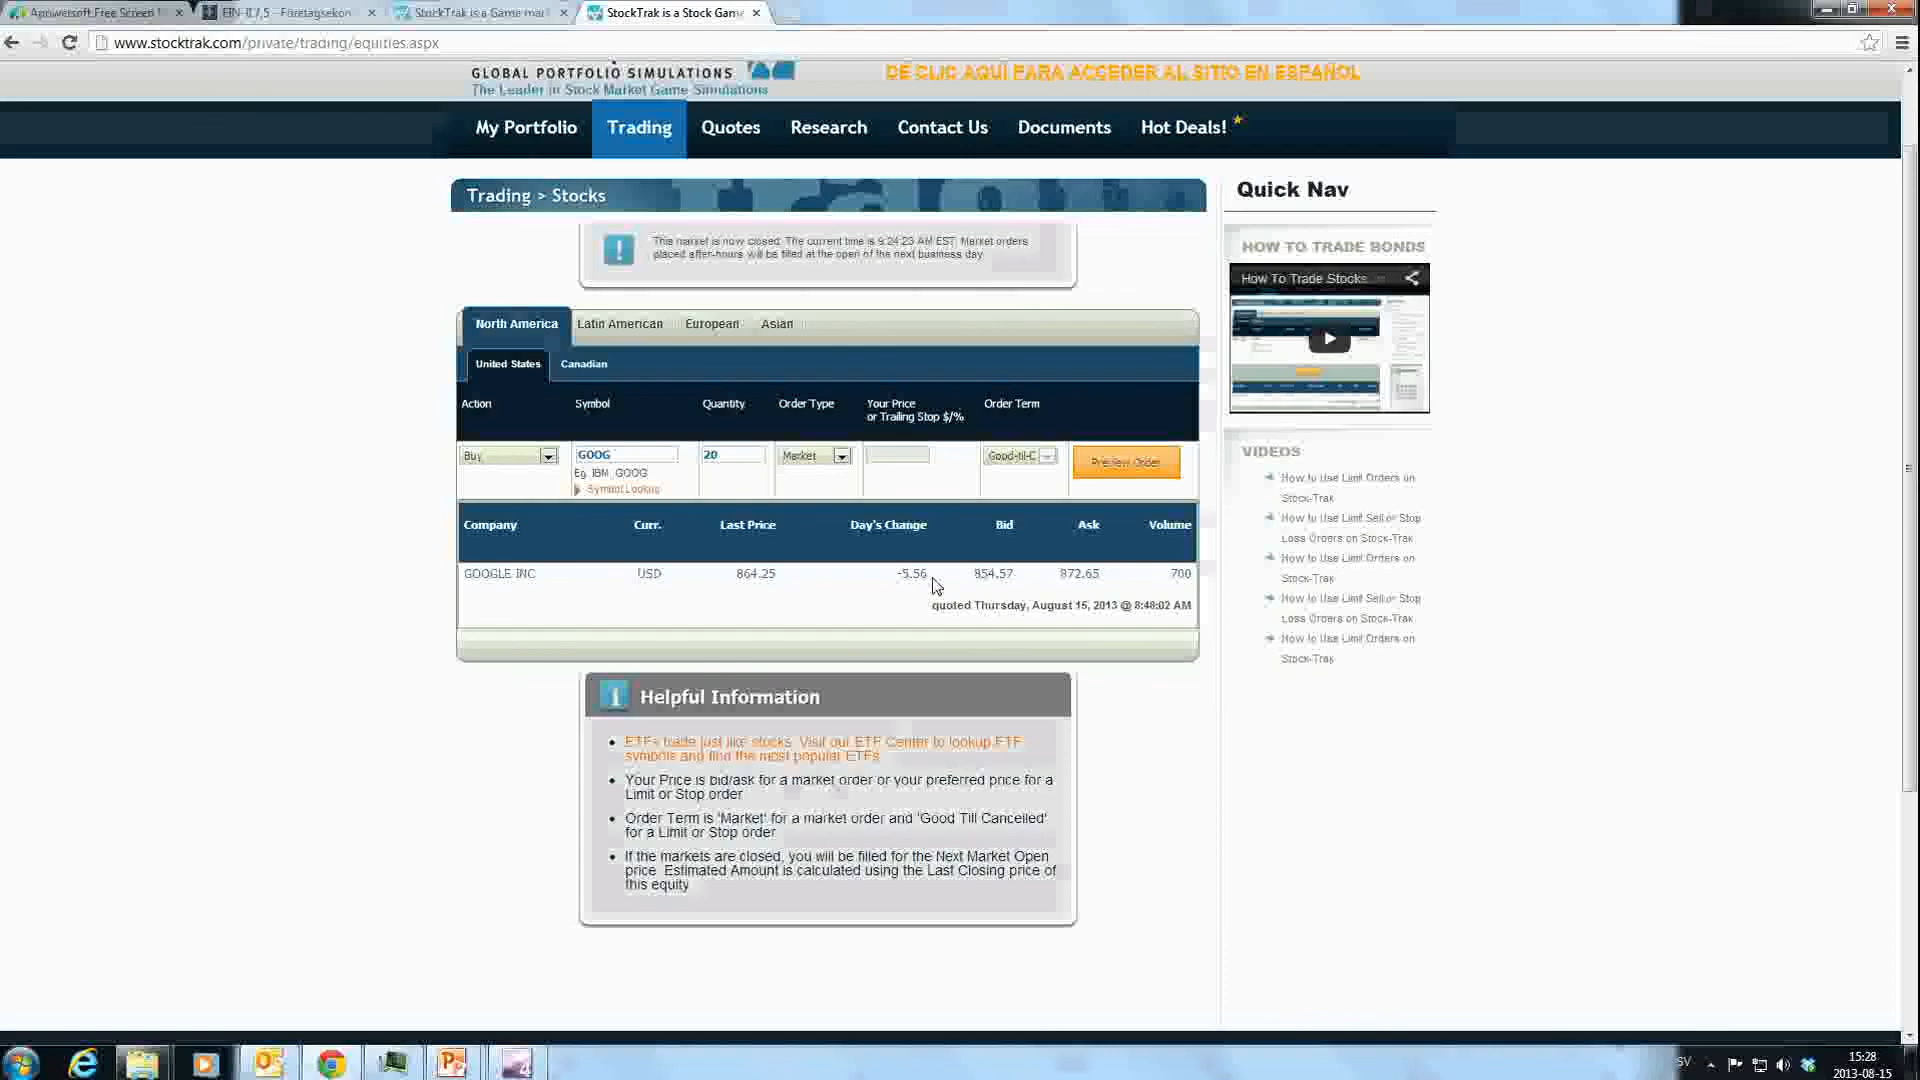 Apowersoft Free Screen
EIN-IL7,5 - Företagsekon
StockTrak is a Game mar
StockTrak is a Stock Game
www.stocktrak.com/private/trading/equities.aspx
GLOBAL PORTFOLIO SIMULATIONS
The Leader in Stock Market Game Simulations
DE CLIC AQUI PARA ACCEDER AL SITIO EN ESPAÑOL
My Portfolio Trading Quotes Research Contact Us Documents Hot Deals!
Trading > Stocks
This market is now closed. The current time is 9:24:23 AM EST. Market orders
placed after-hours will be filled at the open of the next business day.
North America Latin American European Asian
United States Canadian
Action Symbol Quantity Order Type Your Price Order Term
or Trailing Stop $/%
Buy GOOG 20 Market Good-til-C Preview Order
Eg. IBM, GOOG
Symbol Lookup
Company Curr. Last Price Day's Change Bid Ask Volume
GOOGLE INC USD 864.25 -5.56 854.57 872.65 700
quoted Thursday, August 15, 2013 @ 8:48:02 AM
Helpful Information
ETFs trade just like stocks. Visit our ETF Center to lookup ETF
symbols and find the most popular ETFs
Your Price is bid/ask for a market order or your preferred price for a
Limit or Stop order
Order Term is 'Market' for a market order and 'Good Till Cancelled'
for a Limit or Stop order
If the markets are closed, you will be filled for the Next Market Open
price. Estimated Amount is calculated using the Last Closing price of
this equity
Quick Nav
HOW TO TRADE BONDS
How To Trade Stocks
VIDEOS
How to Use Limit Orders on
Stock-Trak
How to Use Limit Sell or Stop
Loss Orders on Stock-Trak
How to Use Limit Orders on
Stock-Trak
How to Use Limit Sell or Stop
Loss Orders on Stock-Trak
How to Use Limit Orders on
Stock-Trak
SV
15:28
2013-08-15